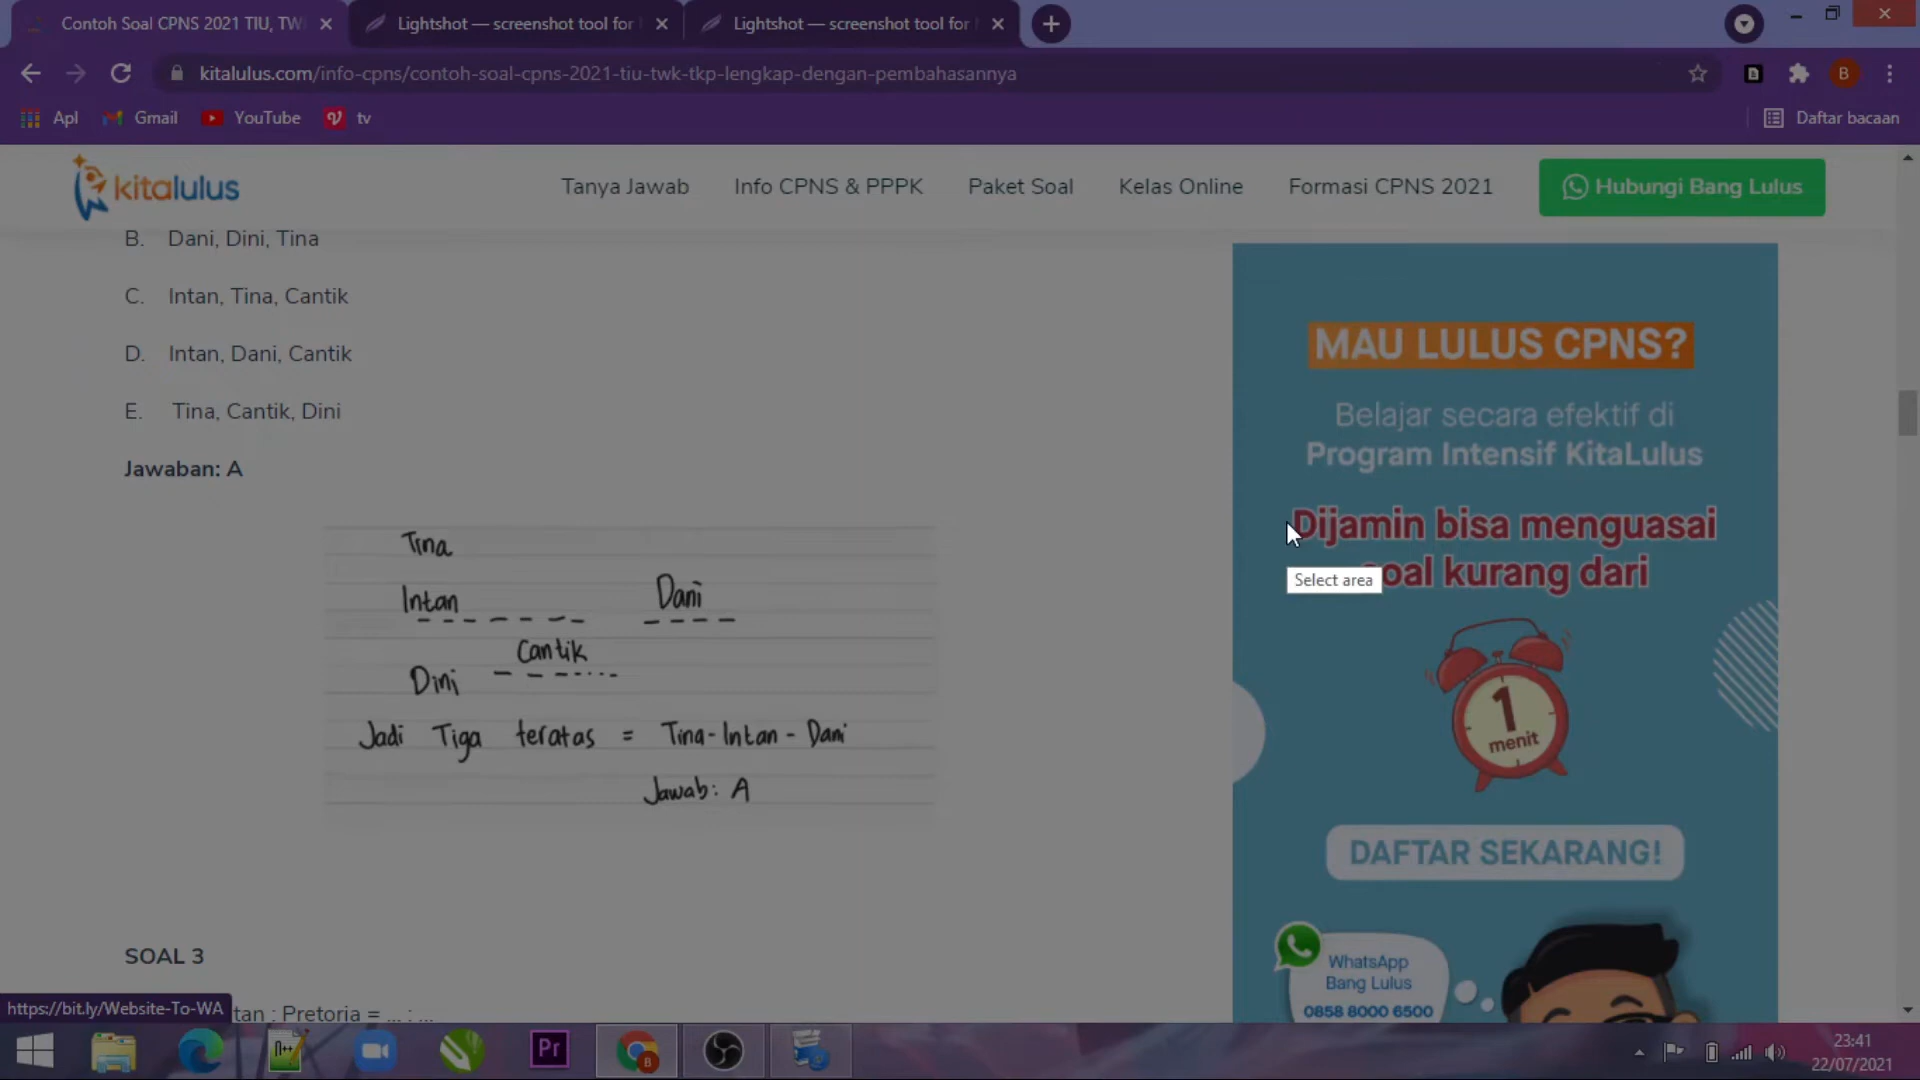 Contoh Soal CPNS 2021 TIU, TW
Lightshot — screenshot tool for
Lightshot — screenshot tool for
kitalulus.com/info-cpns/contoh-soal-cpns-2021-tiu-twk-tkp-lengkap-dengan-pembahasannya
B
Apl
Gmail
YouTube
tv
Daftar bacaan
kitalulus
Tanya Jawab
Info CPNS & PPPK
Paket Soal
Kelas Online
Formasi CPNS 2021
Hubungi Bang Lulus
B. Dani, Dini, Tina
C. Intan, Tina, Cantik
D. Intan, Dani, Cantik
E. Tina, Cantik, Dini
Jawaban: A
Tina
Intan
Dani
Cantik
Dini
Jadi Tiga teratas = Tina-Intan - Dani
Jawab: A
SOAL 3
tan : Pretoria = ... : ...
https://bit.ly/Website-To-WA
MAU LULUS CPNS?
Belajar secara efektif di
Program Intensif KitaLulus
Dijamin bisa menguasai
soal kurang dari
Select area
1
menit
DAFTAR SEKARANG!
WhatsApp
Bang Lulus
0858 8000 6500
n++
Pr
B
23:41
22/07/2021